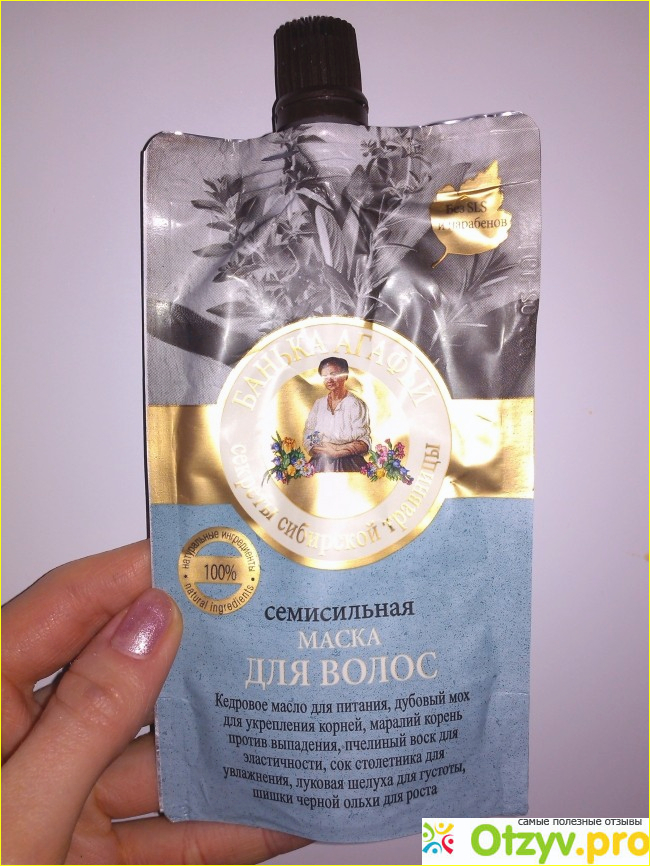 без SLS
и парабенов
БАНЬКА АГАФЬИ
секреты сибирской травницы
натуральные ингредиенты
100%
natural ingredients
семисильная
МАСКА
ДЛЯ ВОЛОС
Кедровое масло для питания, дубовый мох
для укрепления корней, маралий корень
против выпадения, пчелиный воск для
эластичности, сок столетника для
увлажнения, луковая шелуха для густоты,
шишки черной ольхи для роста
самые полезные отзывы
Otzyv.pro